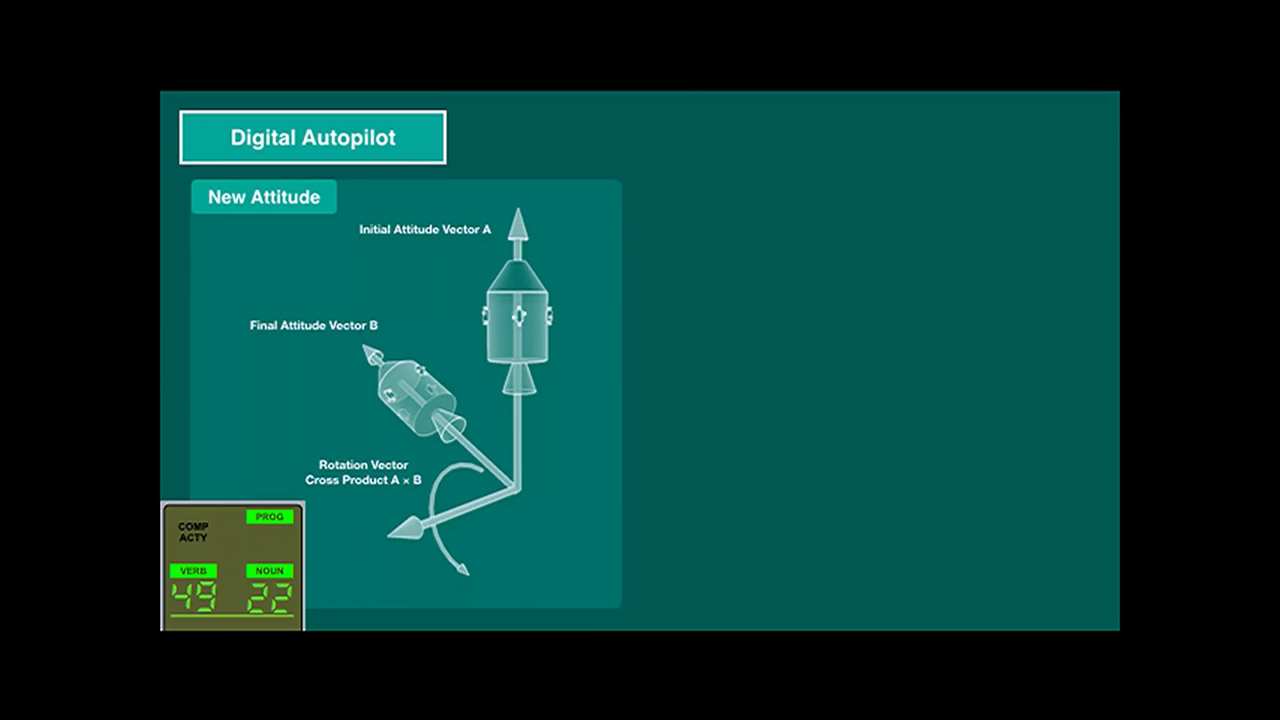 Digital Autopilot
New Attitude
Initial Attitude Vector A
Final Attitude Vector B
Rotation Vector
Cross Product A × B
COMP
ACTY
PROG
VERB
NOUN
49
22